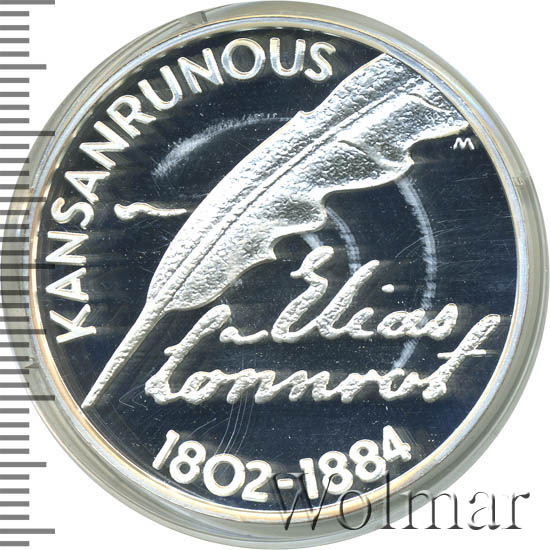 KANSANRUNOUS
M
Elias
Lönnrot
1802-1884
Wolmar